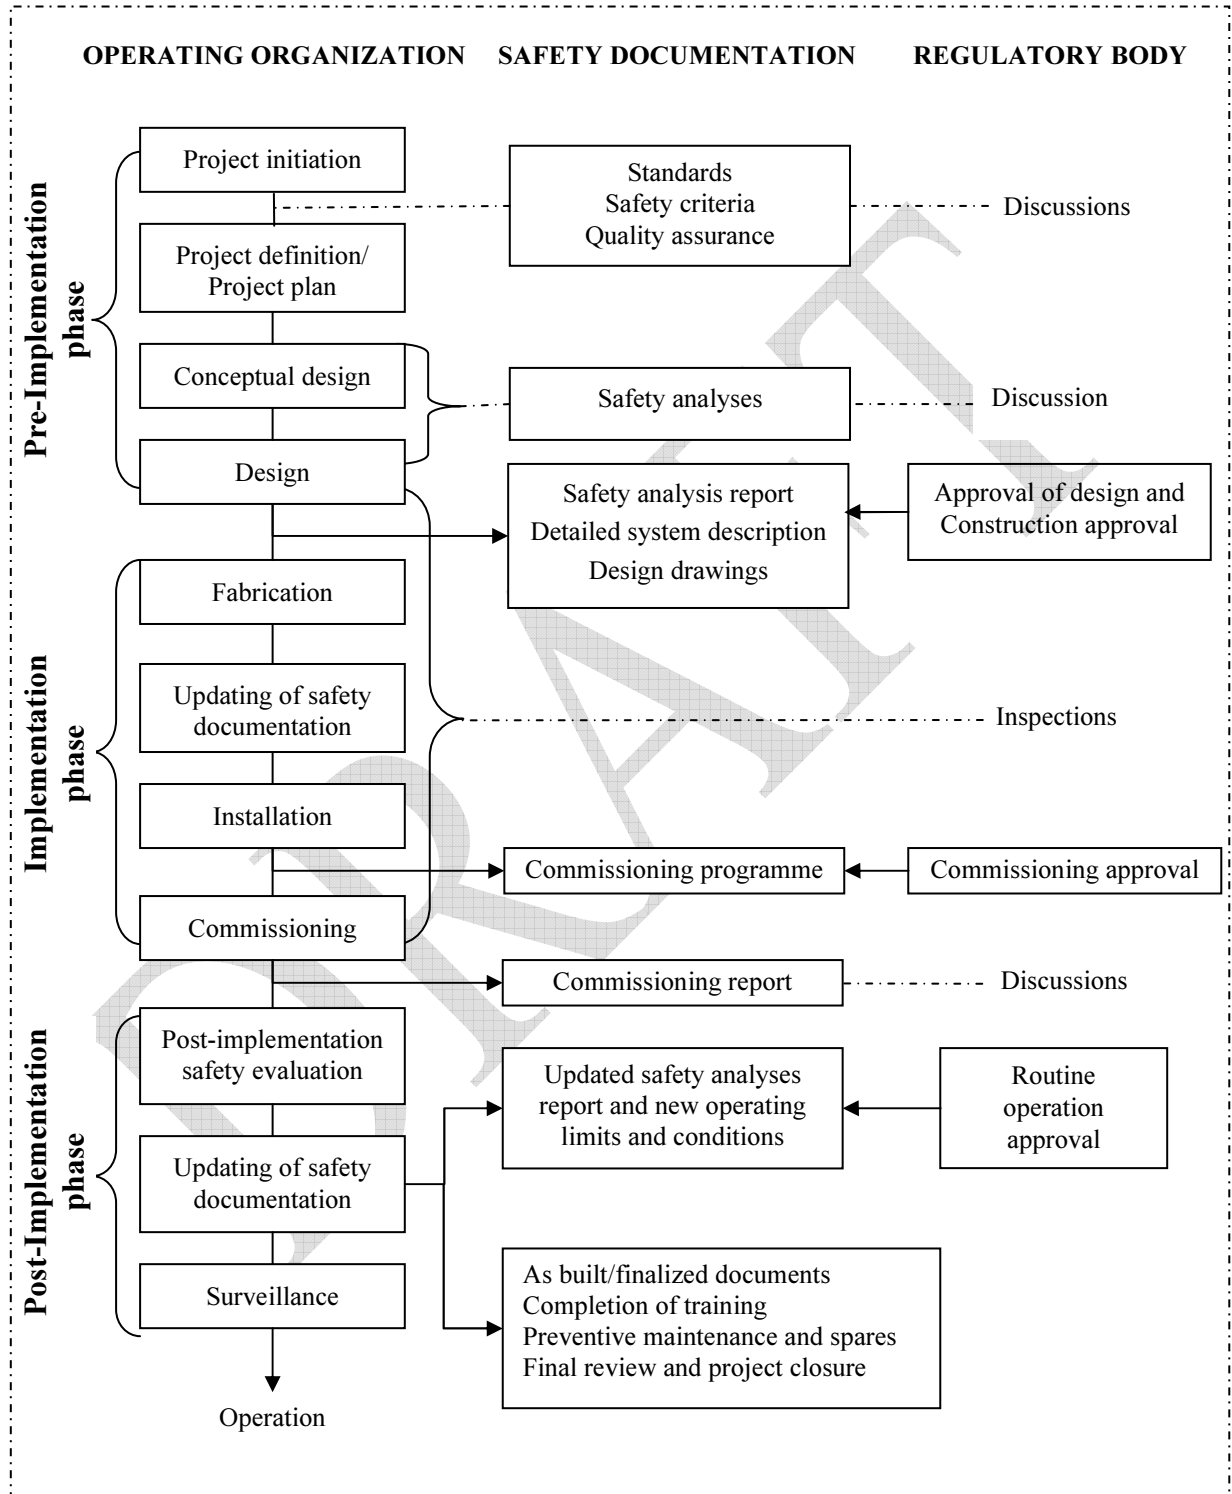 OPERATING ORGANIZATION
SAFETY DOCUMENTATION
REGULATORY BODY
Pre-Implementation
phase
Project initiation
Standards
Safety criteria
Quality assurance
Discussions
Project definition/
Project plan
Conceptual design
Safety analyses
Discussion
Design
Safety analysis report
Detailed system description
Design drawings
Approval of design and
Construction approval
Implementation
phase
Fabrication
Updating of safety
documentation
Inspections
Installation
Commissioning programme
Commissioning approval
Commissioning
Commissioning report
Discussions
Post-Implementation
phase
Post-implementation
safety evaluation
Updated safety analyses
report and new operating
limits and conditions
Routine
operation
approval
Updating of safety
documentation
Surveillance
As built/finalized documents
Completion of training
Preventive maintenance and spares
Final review and project closure
Operation
DRAFT